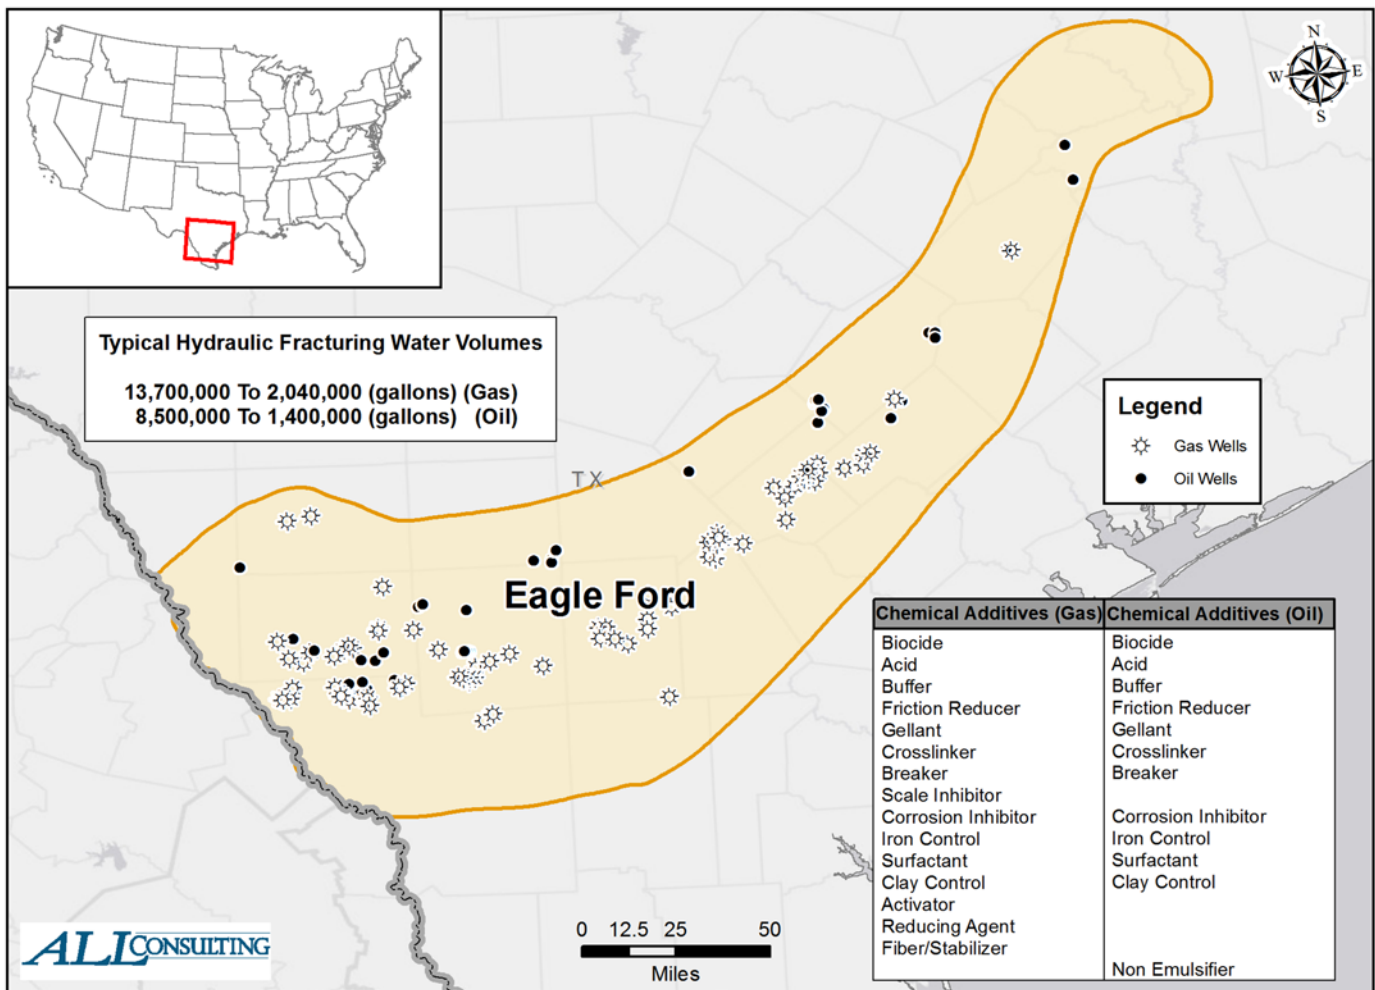 N
W E
S
Typical Hydraulic Fracturing Water Volumes
13,700,000 To 2,040,000 (gallons) (Gas)
8,500,000 To 1,400,000 (gallons) (Oil)
Legend
Gas Wells
Oil Wells
TX
Eagle Ford
Chemical Additives (Gas) Chemical Additives (Oil)
Biocide Biocide
Acid Acid
Buffer Buffer
Friction Reducer Friction Reducer
Gellant Gellant
Crosslinker Crosslinker
Breaker Breaker
Scale Inhibitor
Corrosion Inhibitor Corrosion Inhibitor
Iron Control Iron Control
Surfactant Surfactant
Clay Control Clay Control
Activator
Reducing Agent
Fiber/Stabilizer
Non Emulsifier
ALL CONSULTING
0 12.5 25 50
Miles